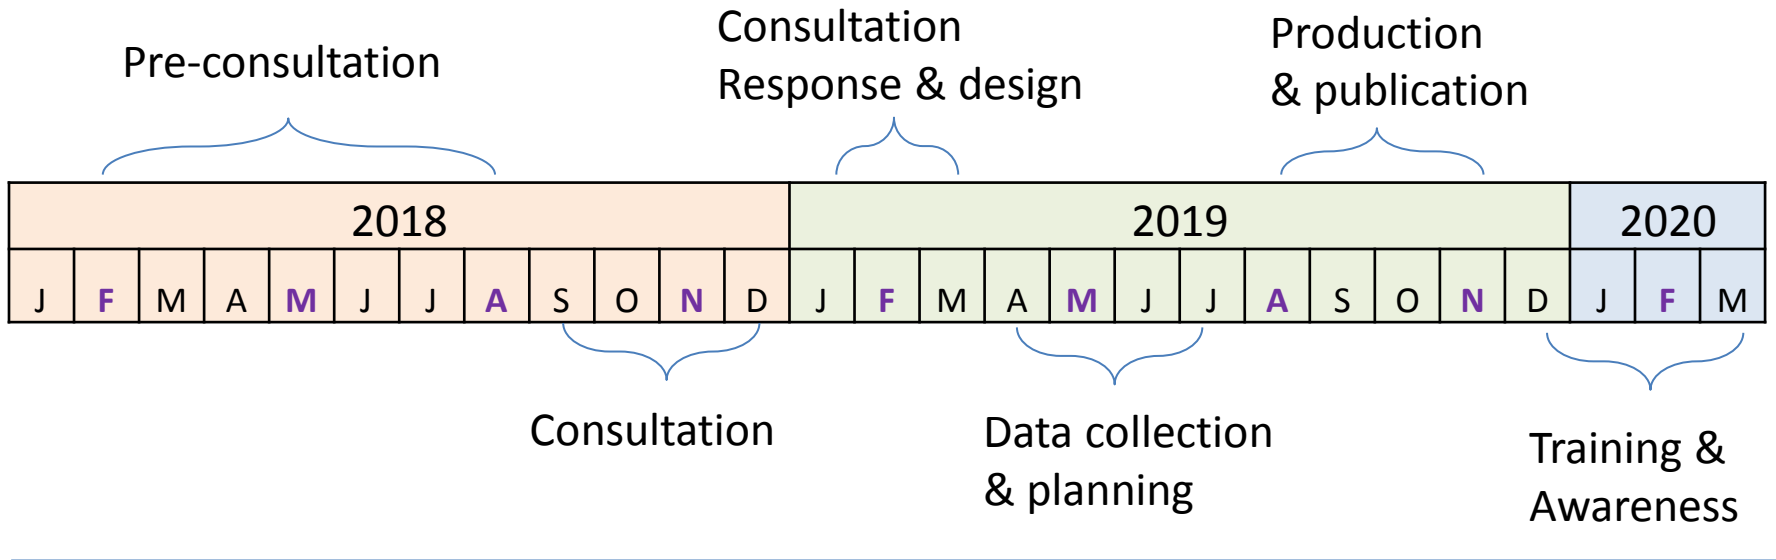 Pre-consultation
Consultation
Response & design
Production
& publication
2018 2019 2020
J F M A M J J A S O N D J F M A M J J A S O N D J F M
Consultation
Data collection
& planning
Training &
Awareness